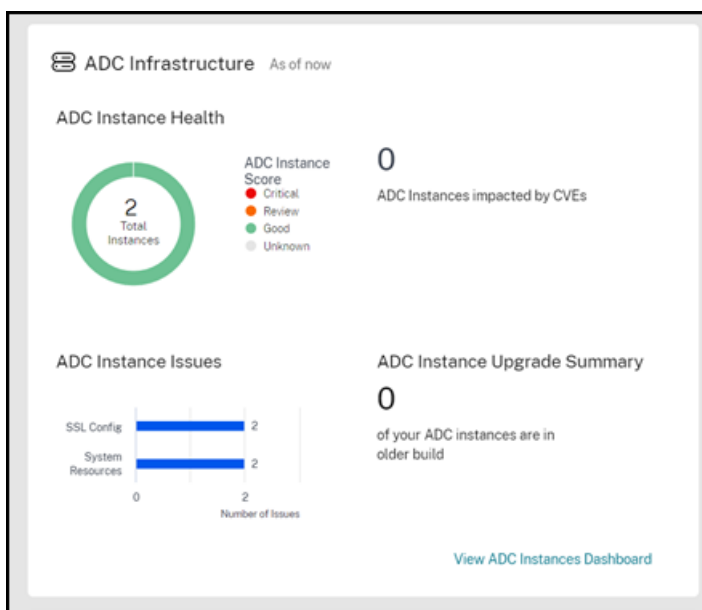 ADC Infrastructure As of now
ADC Instance Health
2
Total
Instances
ADC Instance
Score
Critical
Review
Good
Unknown
0
ADC Instances impacted by CVEs
ADC Instance Issues
SSL Config
2
System
Resources
2
0
2
Number of Issues
ADC Instance Upgrade Summary
0
of your ADC instances are in
older build
View ADC Instances Dashboard